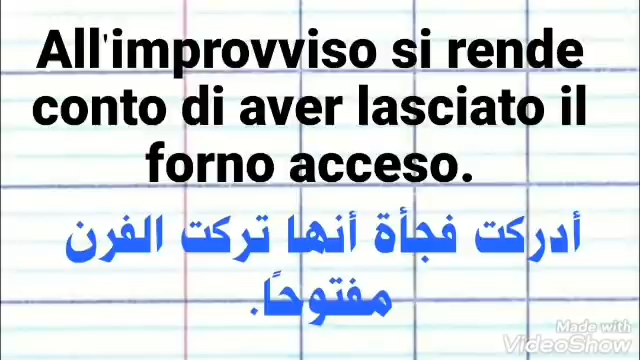 All'improvviso si rende
conto di aver lasciato il
forno acceso.
أدركت فجأة أنها تركت الفرن
مفتوحًا.
Made with
VideoShow